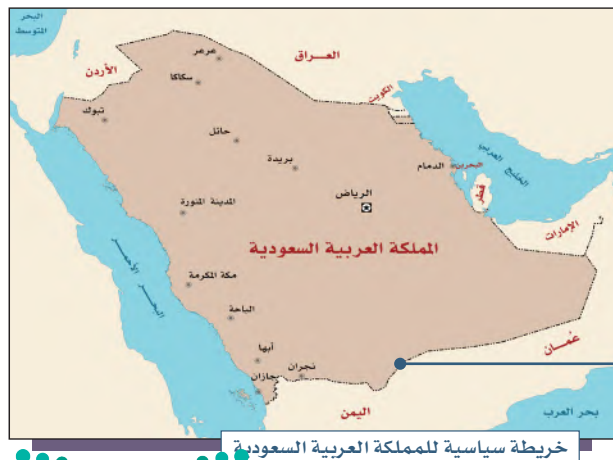 البحر
المتوسط
عرعر
العراق
الأردن
سكاكا
الكويت
تبوك
حائل
بريدة
الدمام
البحرين
الخليج العربي
قطر
الرياض
المدينة المنورة
الإمارات
المملكة العربية السعودية
البحر الأحمر
مكة المكرمة
الباحة
عُمان
أبها
نجران
جازان
اليمن
بحر العرب
خريطة سياسية للمملكة العربية السعودية